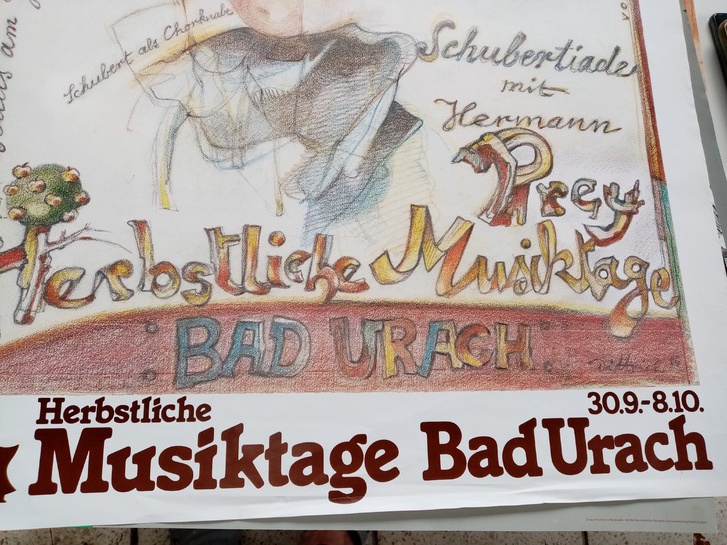 Schubert als Chorknabe
Schubertiade
mit
Hermann
Prey
Herbstliche Musiktage
BAD URACH
Herbstliche
30.9.-8.10.
Musiktage Bad Urach